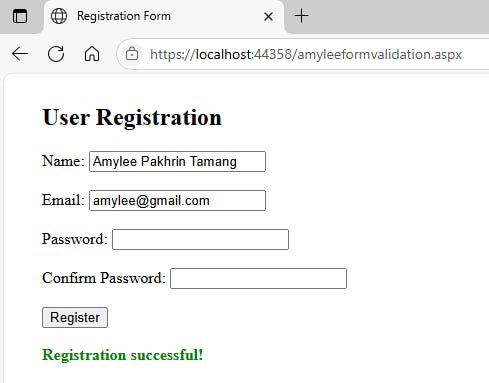 Registration Form
https://localhost:44358/amyleeformvalidation.aspx
User Registration
Name: Amylee Pakhrin Tamang
Email: amylee@gmail.com
Password:
Confirm Password:
Register
Registration successful!